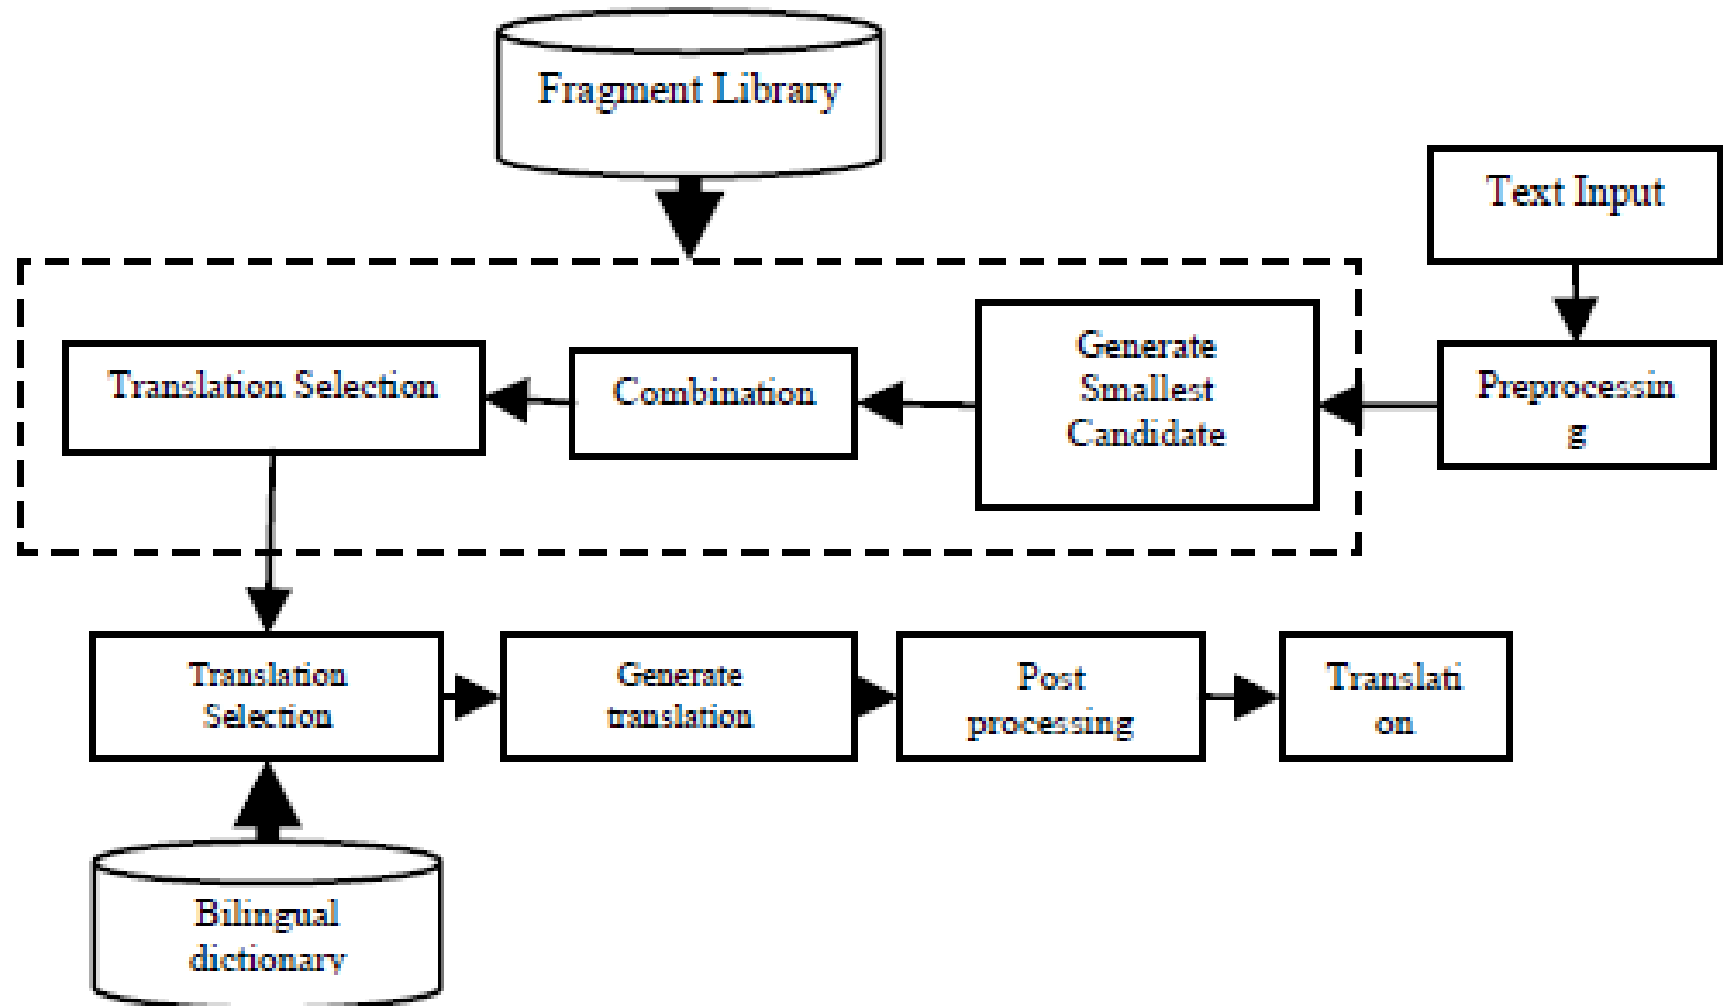 Fragment Library
Text Input
Translation Selection
Combination
Generate
Smallest
Candidate
Preprocessin
g
Translation
Selection
Generate
translation
Post
processing
Translati
on
Bilingual
dictionary